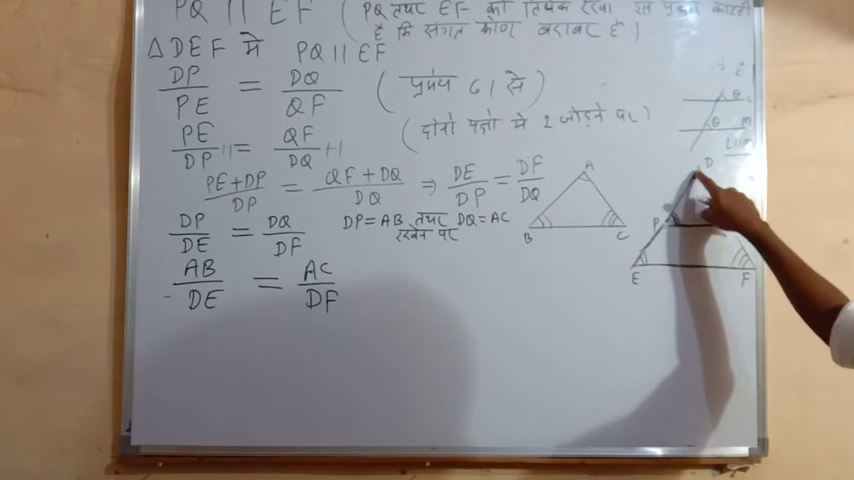 PQ || EF ( PQ तथा EF को तिर्यक रेखा इस प्रकार काटती
है कि संगत कोण बराबर है )
△DEF मे PQ || EF
DP/PE = DQ/QF ( प्रमेय 6.1 से )
PE/DP +1 = QF/DQ +1 ( दोनो पक्षो मे 1 जोड़ने पर )
PE+DP/DP = QF+DQ/DQ ⇒ DE/DP = DF/DQ
DP/DE = DQ/DF DP=AB तथा DQ=AC
रखने पर
AB/DE = AC/DF
θ L
θ m
L||m
A
B C
D
P
E F